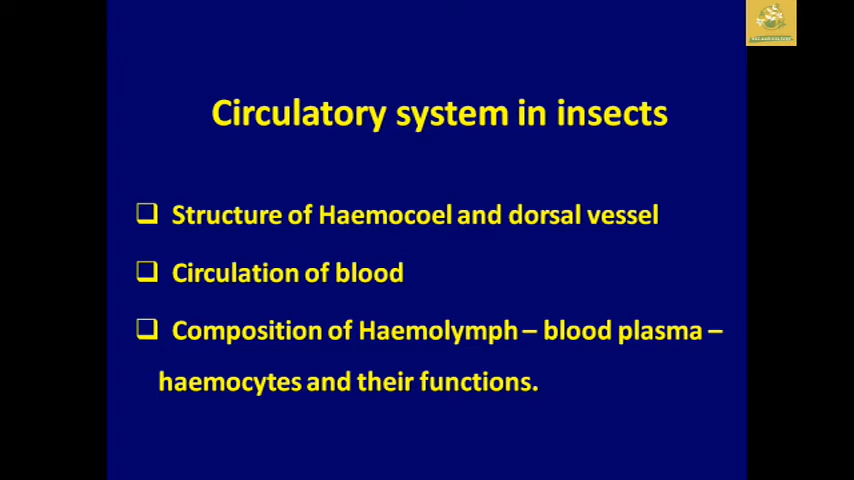 Circulatory system in insects
Structure of Haemocoel and dorsal vessel
Circulation of blood
Composition of Haemolymph – blood plasma –
haemocytes and their functions.